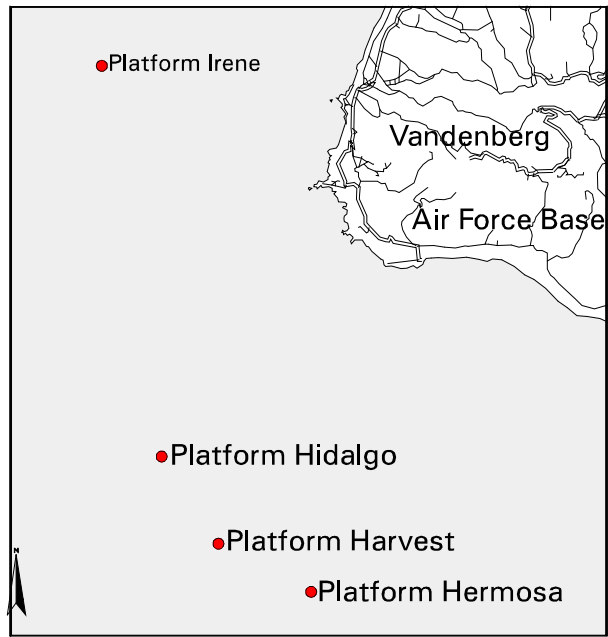 Platform Irene
Vandenberg
Air Force Base
Platform Hidalgo
Platform Harvest
N
Platform Hermosa